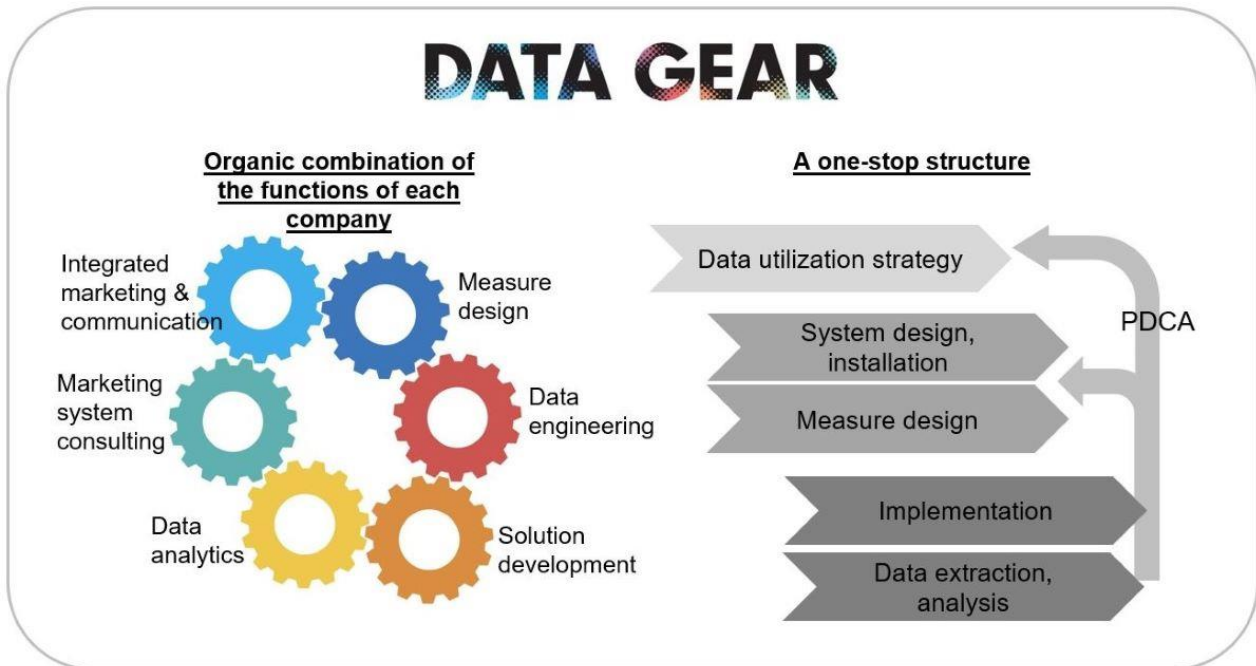 DATA GEAR
Organic combination of
the functions of each
company
Integrated
marketing &
communication
Measure
design
Marketing
system
consulting
Data
engineering
Data
analytics
Solution
development
A one-stop structure
Data utilization strategy
PDCA
System design,
installation
Measure design
Implementation
Data extraction,
analysis